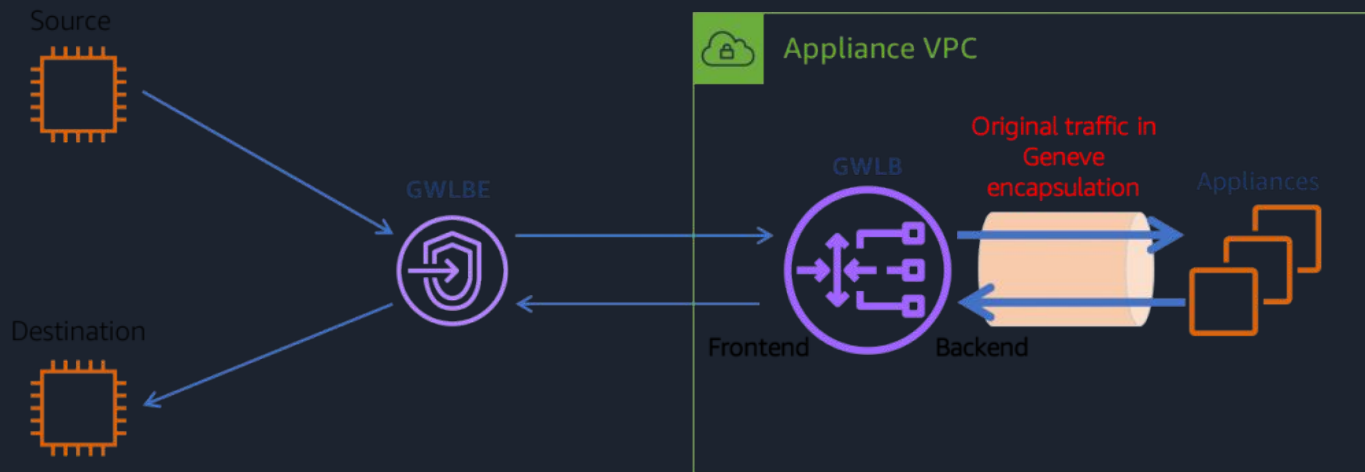 Source
Appliance VPC
Original traffic in
Geneve
encapsulation
GWLBE
GWLB
Appliances
Destination
Frontend
Backend